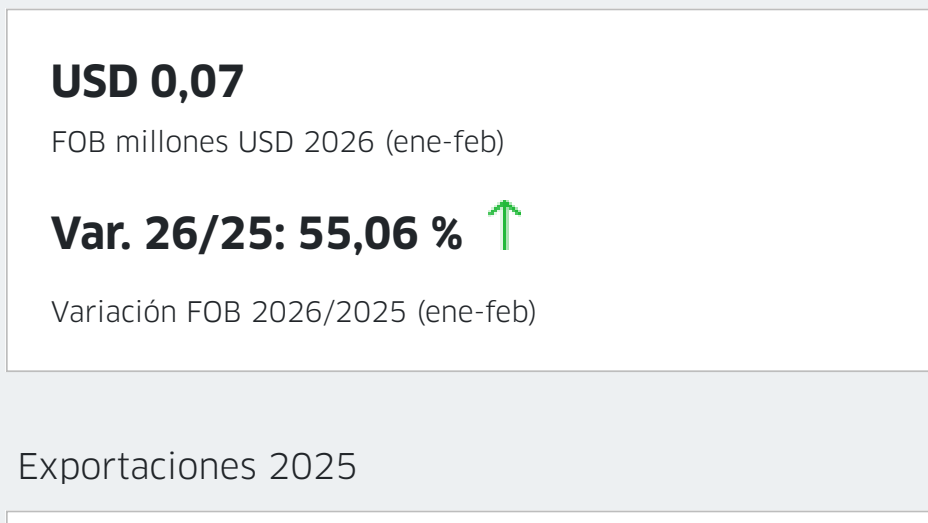 USD 0,07
FOB millones USD 2026 (ene-feb)
Var. 26/25: 55,06 %
Variación FOB 2026/2025 (ene-feb)
Exportaciones 2025